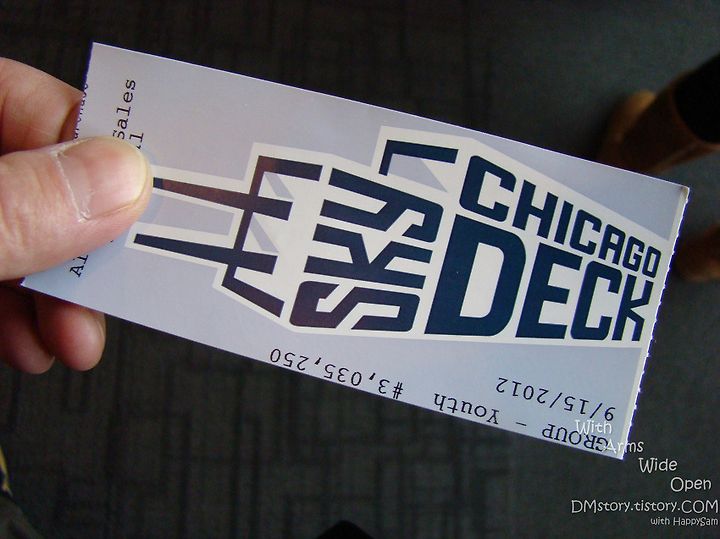 SKY
CHICAGO
DECK
GROUP - Youth #3,035,250
9/15/2012
Sales
With
Arms
Wide
Open
DMstory.tistory.COM
with HappySam